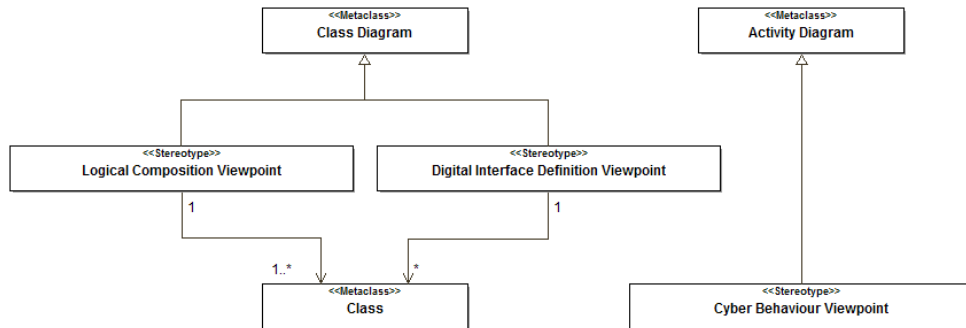 <<Metaclass>>
Class Diagram
<<Metaclass>>
Activity Diagram
<<Stereotype>>
Logical Composition Viewpoint
<<Stereotype>>
Digital Interface Definition Viewpoint
1
1
1..*
*
<<Metaclass>>
Class
<<Stereotype>>
Cyber Behaviour Viewpoint